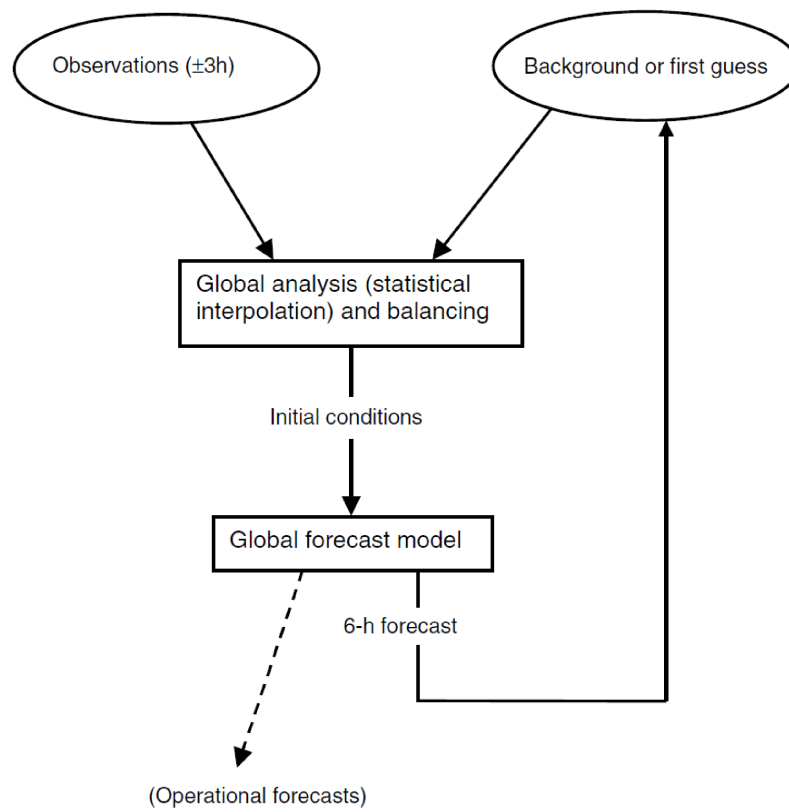 Observations (±3h)
Background or first guess
Global analysis (statistical
interpolation) and balancing
Initial conditions
Global forecast model
6-h forecast
(Operational forecasts)